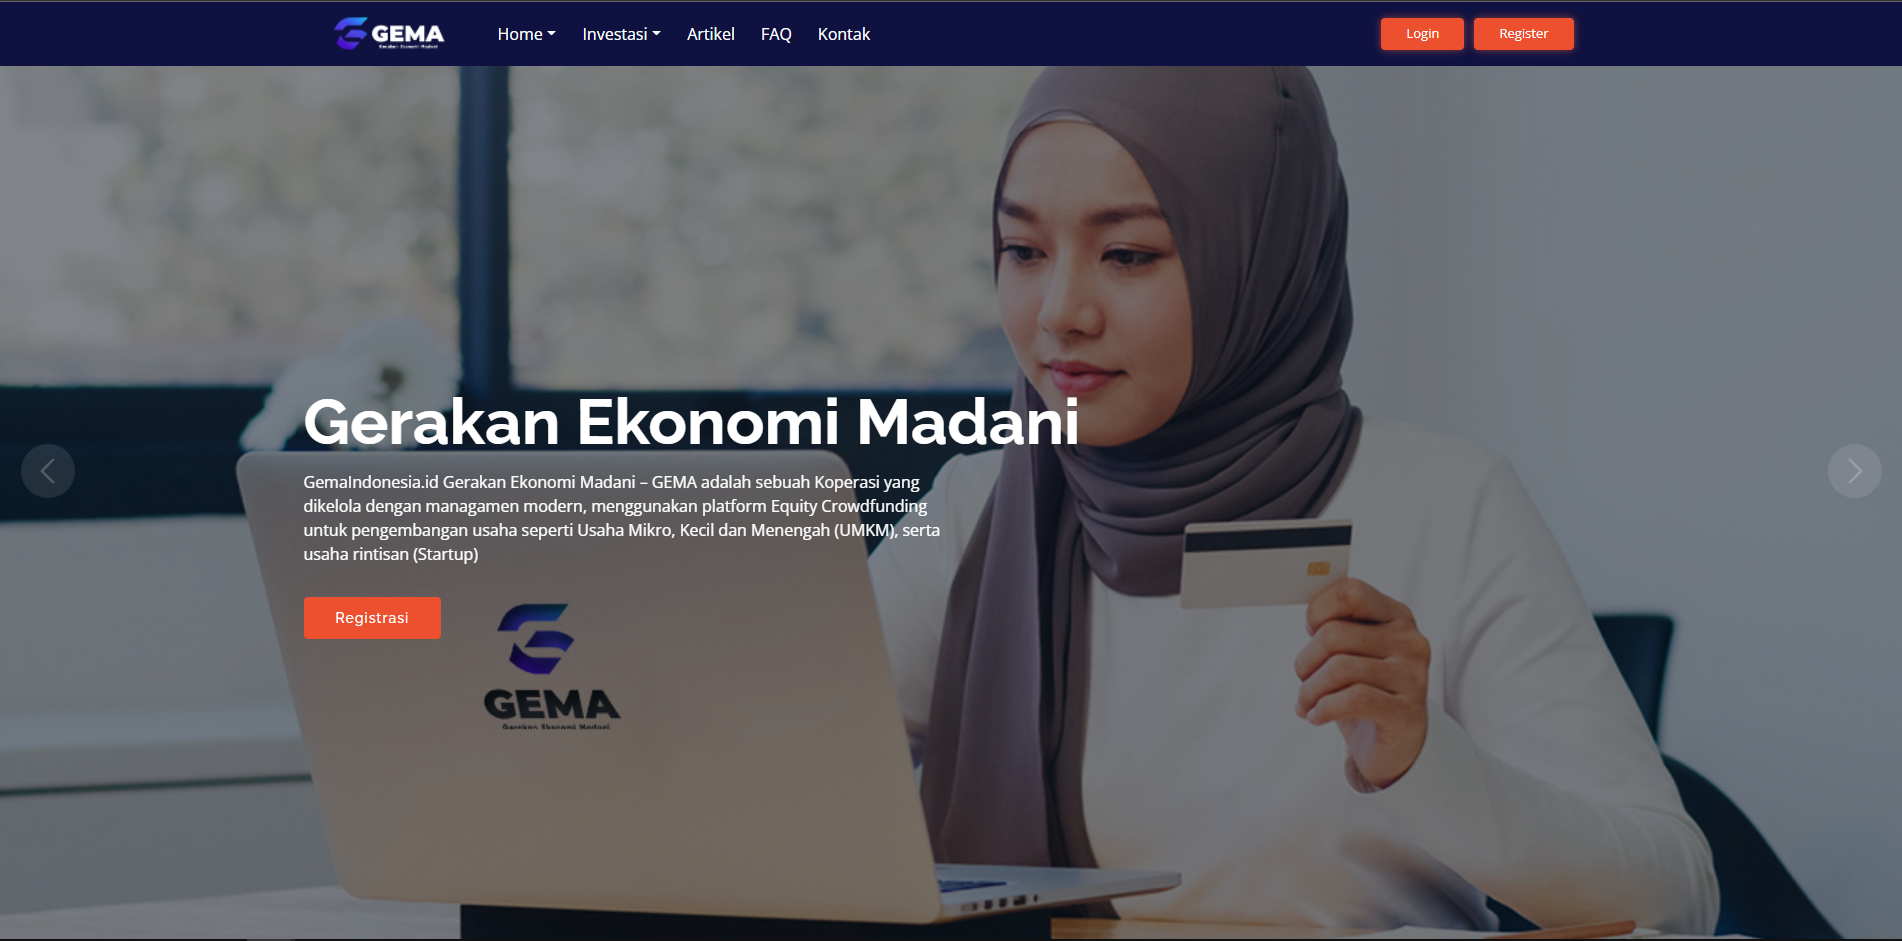 GEMA
Gerakan Ekonomi Madani
Home
Investasi
Artikel
FAQ
Kontak
Login
Register
Gerakan Ekonomi Madani
GemaIndonesia.id Gerakan Ekonomi Madani – GEMA adalah sebuah Koperasi yang
dikelola dengan managamen modern, menggunakan platform Equity Crowdfunding
untuk pengembangan usaha seperti Usaha Mikro, Kecil dan Menengah (UMKM), serta
usaha rintisan (Startup)
Registrasi
GEMA
Gerakan Ekonomi Madani